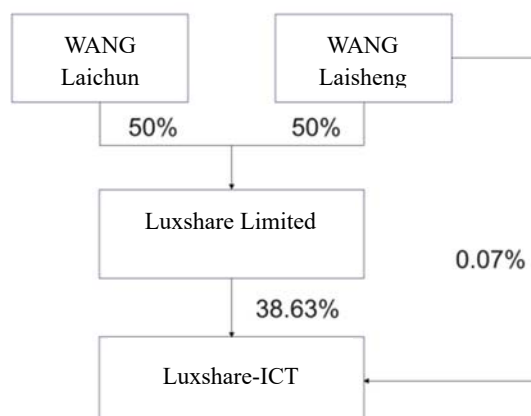 WANG
Laichun
WANG
Laisheng
50%
50%
Luxshare Limited
0.07%
38.63%
Luxshare-ICT